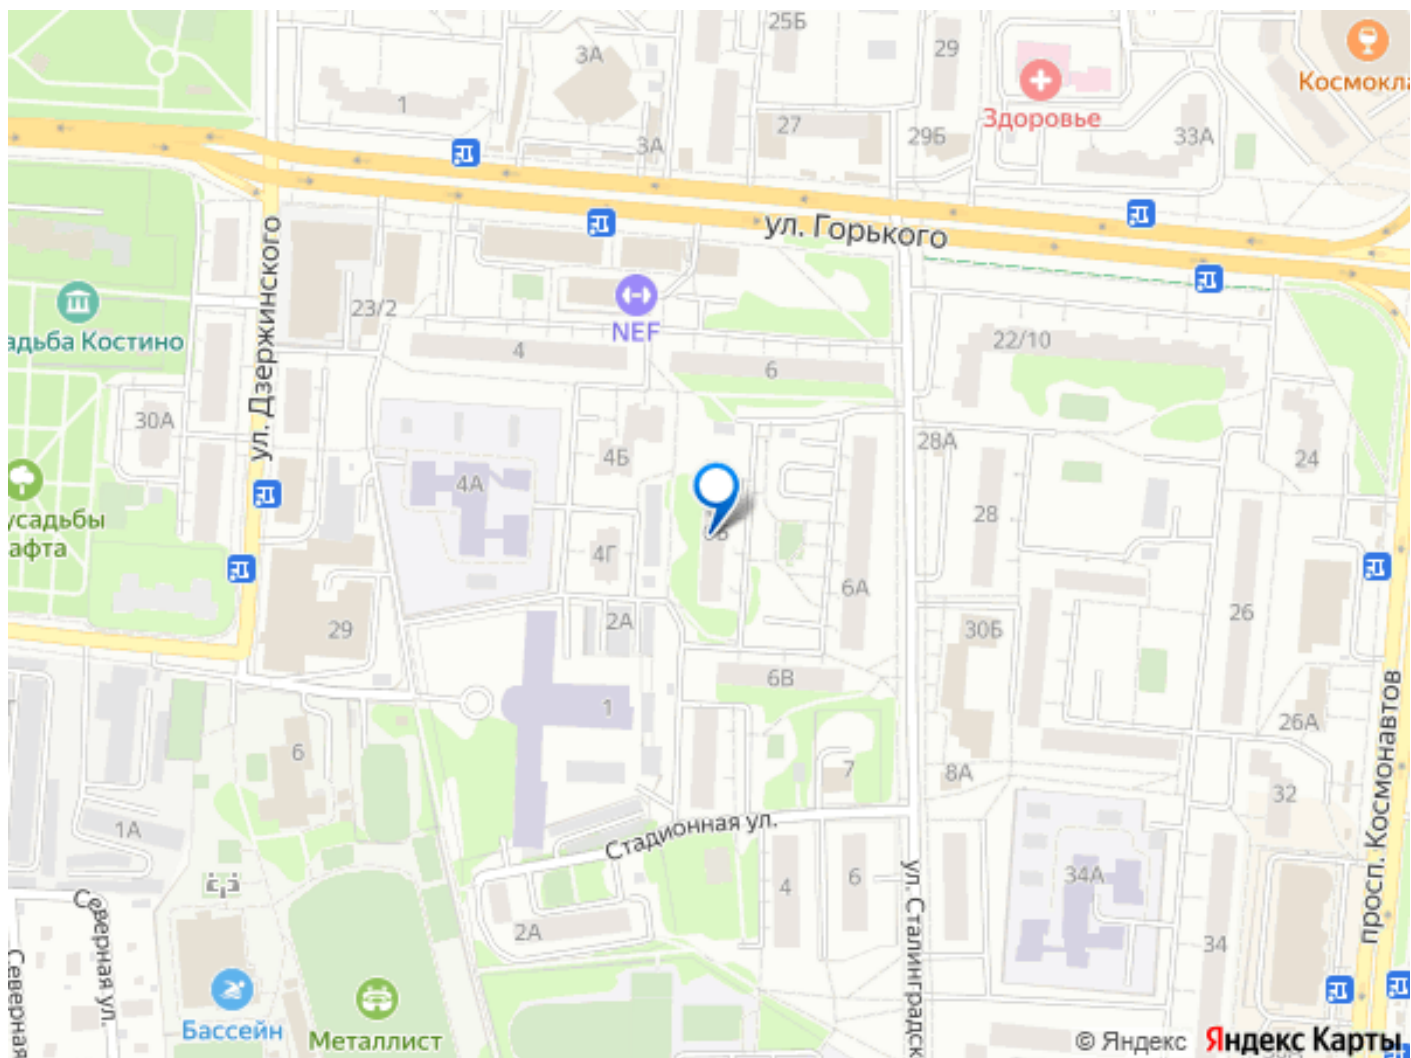 25Б
29
3А
Космокла
1
Здоровье
27
29Б
33А
3А
ул. Горького
ул. Дзержинского
23/2
NEF
адьба Костино
4
22/10
6
30А
28А
4Б
24
4А
усадьбы
афта
28
4Г
6А
2А
29
30Б
26
6В
1
26А
6
7
8А
32
1А
Стадионная ул.
просп. Космонавтов
4
6
34А
ул. Сталинградск
Северная ул.
2А
34
Северная
Бассейн
Металлист
© Яндекс Яндекс Карты